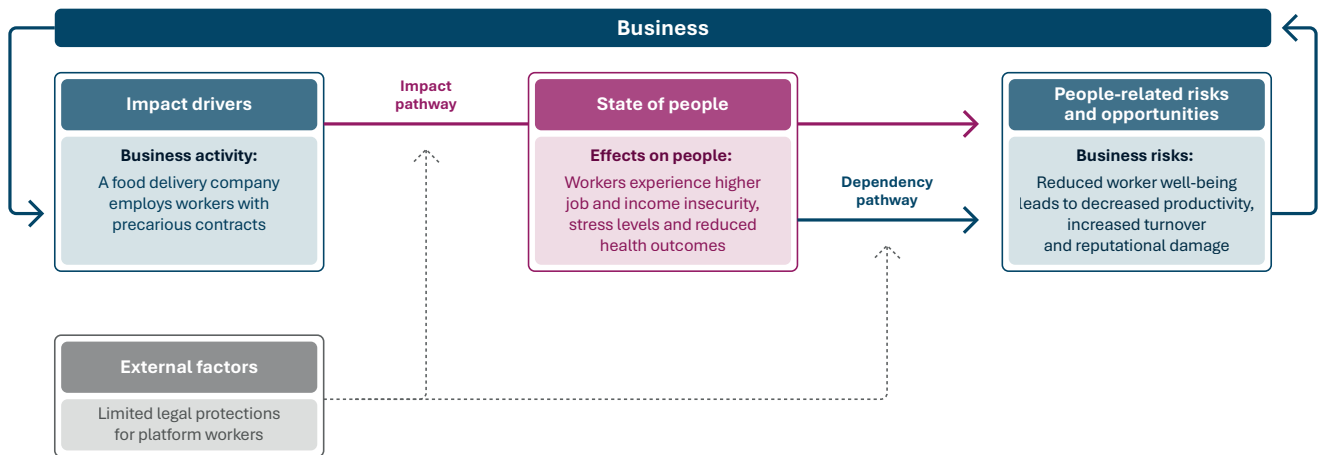 Business
Impact drivers
Business activity:
A food delivery company
employs workers with
precarious contracts
Impact
pathway
State of people
Effects on people:
Workers experience higher
job and income insecurity,
stress levels and reduced
health outcomes
Dependency
pathway
People-related risks
and opportunities
Business risks:
Reduced worker well-being
leads to decreased productivity,
increased turnover
and reputational damage
External factors
Limited legal protections
for platform workers